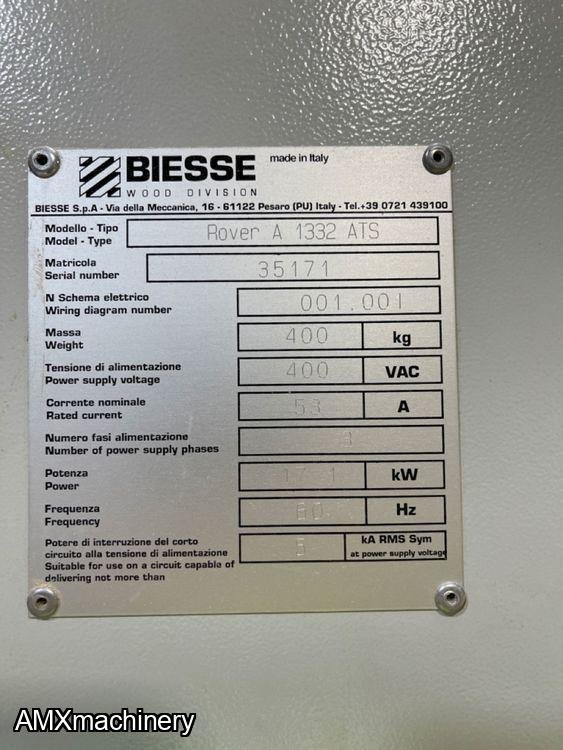 BIESSE made in Italy
WOOD DIVISION
BIESSE S.p.A - Via della Meccanica, 16 - 61122 Pesaro (PU) Italy - Tel.+39 0721 439100
Modello - Tipo
Model - Type
Rover A 1332 ATS
Matricola
Serial number
35171
N Schema elettrico
Wiring diagram number
001.001
Massa
Weight
400 kg
Tensione di alimentazione
Power supply voltage
400 VAC
Corrente nominale
Rated current
53 A
Numero fasi alimentazione
Number of power supply phases
3
Potenza
Power
17.1 kW
Frequenza
Frequency
60 Hz
Potere di interruzione del corto
circuito alla tensione di alimentazione
Suitable for use on a circuit capable of
delivering not more than
5 kA RMS Sym
at power supply voltage
AMXmachinery